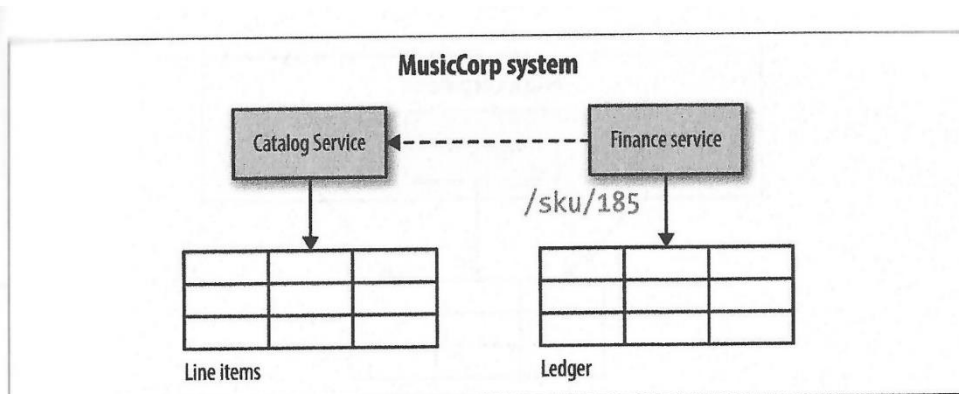 MusicCorp system
Catalog Service
Finance service
/sku/185
Line items
Ledger